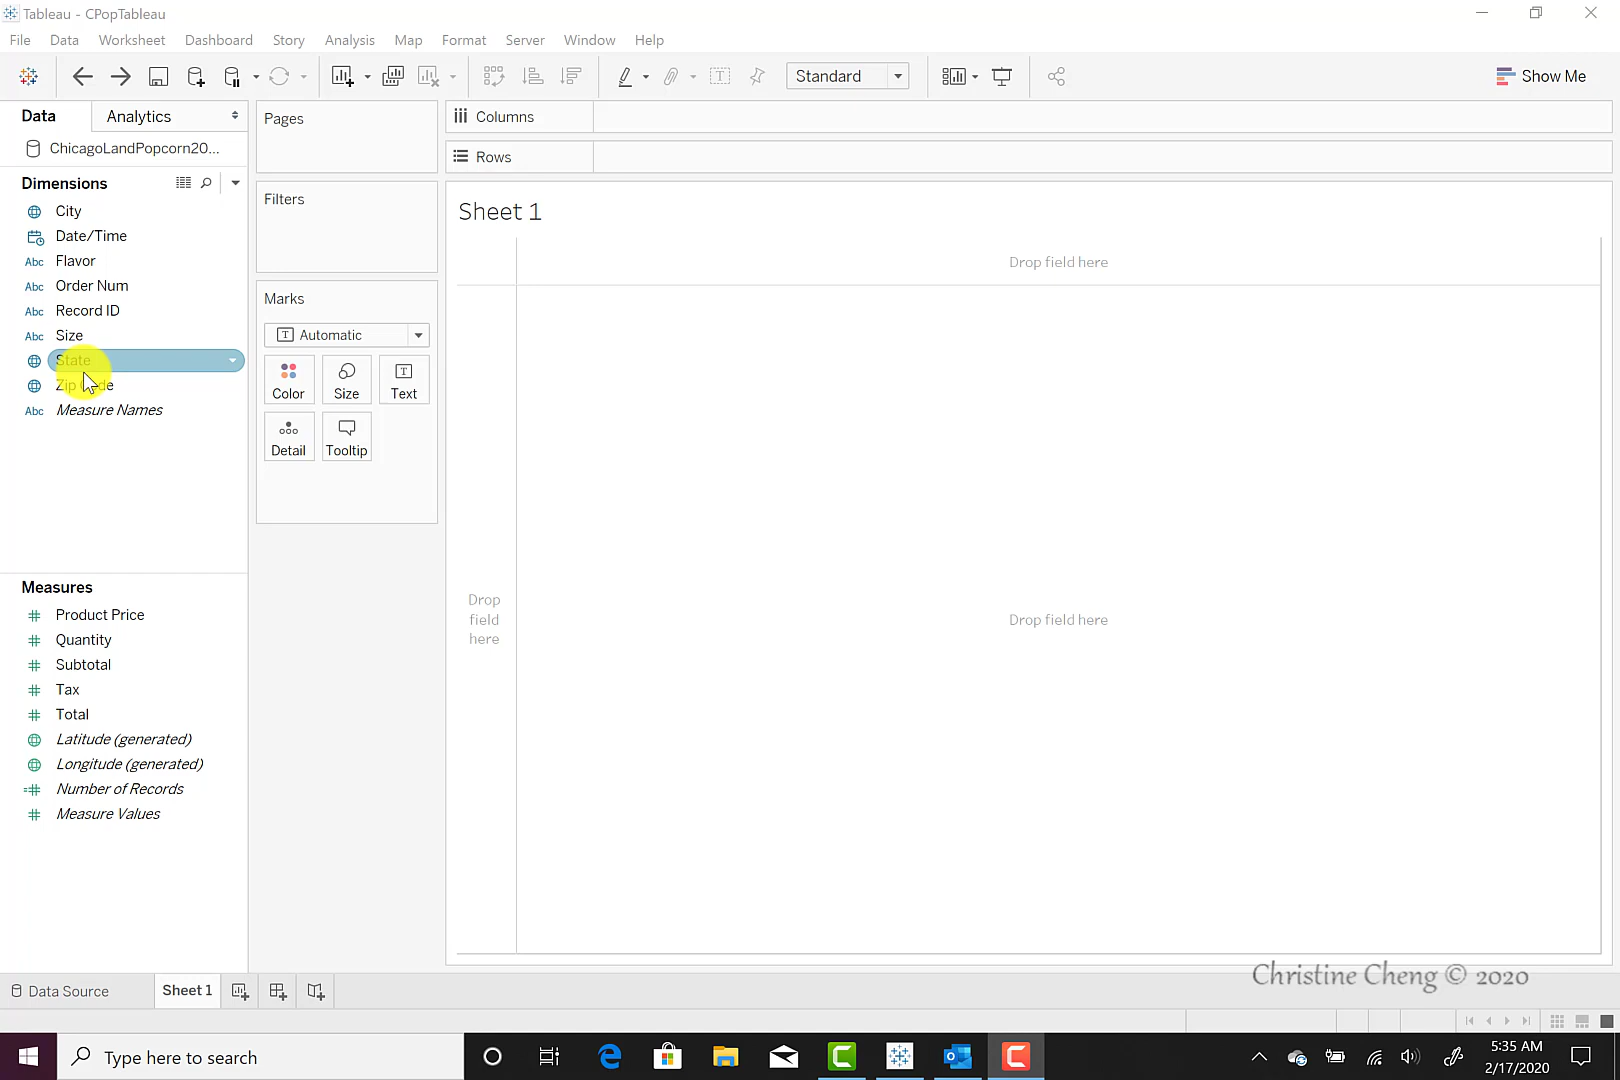 Tableau - CPopTableau
File Data Worksheet Dashboard Story Analysis Map Format Server Window Help
Standard
Show Me
Data
Analytics
ChicagoLandPopcorn20...
Dimensions
City
Date/Time
Abc Flavor
Abc Order Num
Abc Record ID
Abc Size
State
Zip Code
Abc Measure Names
Measures
Product Price
Quantity
Subtotal
Tax
Total
Latitude (generated)
Longitude (generated)
Number of Records
Measure Values
Pages
Filters
Marks
Automatic
Color Size Text
Detail Tooltip
Columns
Rows
Sheet 1
Drop field here
Drop
field
here
Drop field here
Christine Cheng © 2020
Data Source
Sheet 1
Type here to search
5:35 AM
2/17/2020